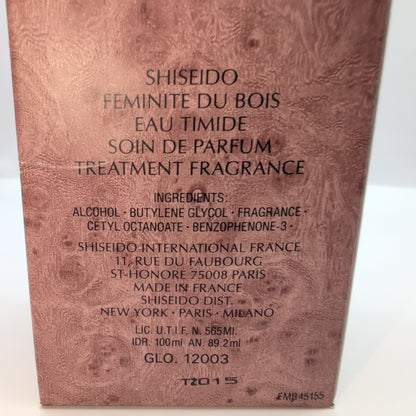 SHISEIDO
FEMINITE DU BOIS
EAU TIMIDE
SOIN DE PARFUM
TREATMENT FRAGRANCE
INGREDIENTS:
ALCOHOL · BUTYLENE GLYCOL · FRAGRANCE ·
CETYL OCTANOATE · BENZOPHENONE-3 ·
SHISEIDO INTERNATIONAL FRANCE
11, RUE DU FAUBOURG
ST-HONORE 75008 PARIS
MADE IN FRANCE
SHISEIDO DIST.
NEW YORK · PARIS · MILANO
LIC. U.T.I.F. N. 565MI.
IDR. 100ml AN. 89.2ml
GLO. 12003
EMB 45155